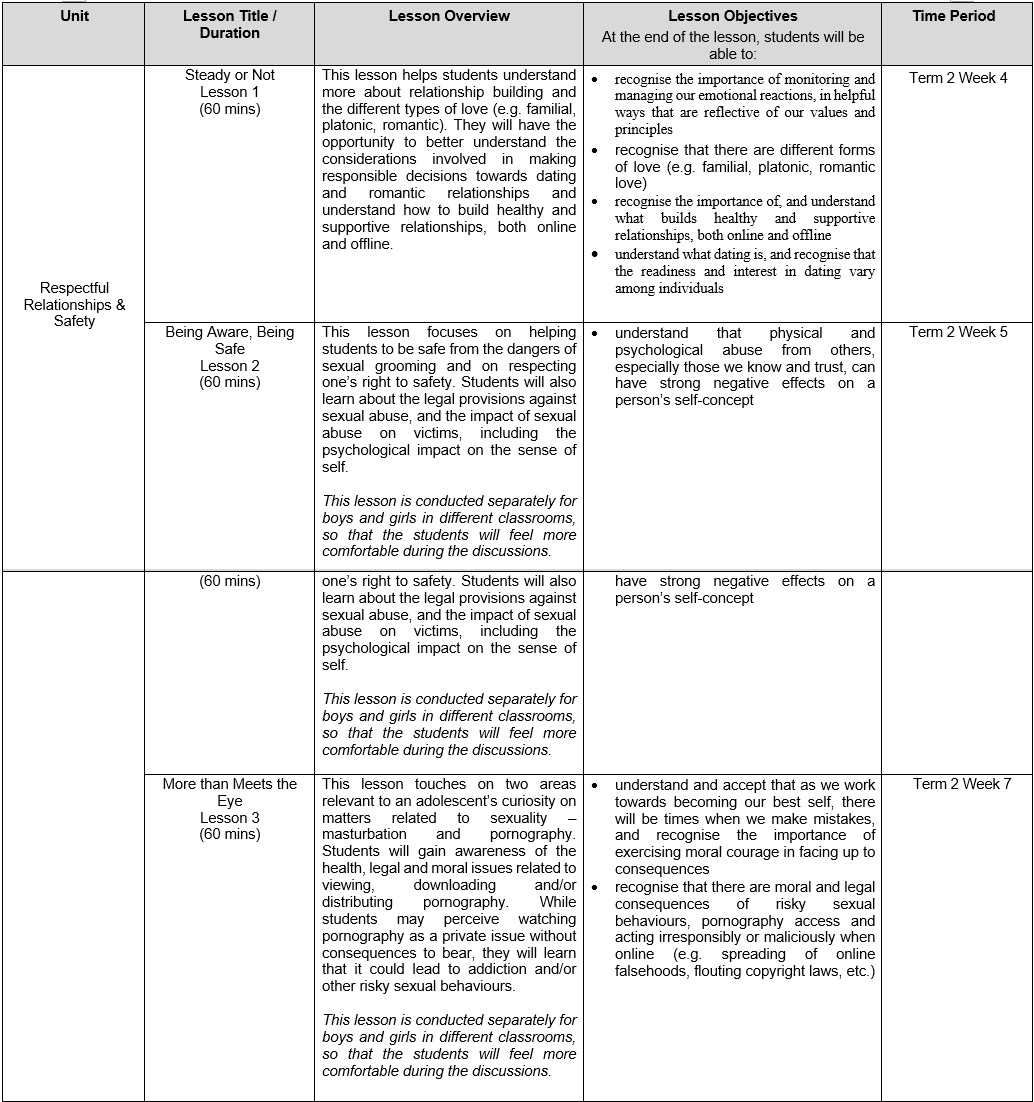 Unit
Lesson Title /
Duration
Lesson Overview
Lesson Objectives
At the end of the lesson, students will be
able to:
Time Period
Respectful
Relationships &
Safety
Steady or Not
Lesson 1
(60 mins)
This lesson helps students understand
more about relationship building and
the different types of love (e.g. familial,
platonic, romantic). They will have the
opportunity to better understand the
considerations involved in making
responsible decisions towards dating
and romantic relationships and
understand how to build healthy and
supportive relationships, both online
and offline.
• recognise the importance of monitoring and
managing our emotional reactions, in helpful
ways that are reflective of our values and
principles
• recognise that there are different forms
of love (e.g. familial, platonic, romantic
love)
• recognise the importance of, and understand
what builds healthy and supportive
relationships, both online and offline
• understand what dating is, and recognise that
the readiness and interest in dating vary
among individuals
Term 2 Week 4
Being Aware, Being
Safe
Lesson 2
(60 mins)
This lesson focuses on helping
students to be safe from the dangers of
sexual grooming and on respecting
one's right to safety. Students will also
learn about the legal provisions against
sexual abuse, and the impact of sexual
abuse on victims, including the
psychological impact on the sense of
self.
This lesson is conducted separately for
boys and girls in different classrooms,
so that the students will feel more
comfortable during the discussions.
• understand that physical and
psychological abuse from others,
especially those we know and trust, can
have strong negative effects on a
person's self-concept
Term 2 Week 5
(60 mins)
one's right to safety. Students will also
learn about the legal provisions against
sexual abuse, and the impact of sexual
abuse on victims, including the
psychological impact on the sense of
self.
This lesson is conducted separately for
boys and girls in different classrooms,
so that the students will feel more
comfortable during the discussions.
have strong negative effects on a
person's self-concept
More than Meets the
Eye
Lesson 3
(60 mins)
This lesson touches on two areas
relevant to an adolescent's curiosity on
matters related to sexuality –
masturbation and pornography.
Students will gain awareness of the
health, legal and moral issues related to
viewing, downloading and/or
distributing pornography. While
students may perceive watching
pornography as a private issue without
consequences to bear, they will learn
that it could lead to addiction and/or
other risky sexual behaviours.
This lesson is conducted separately for
boys and girls in different classrooms,
so that the students will feel more
comfortable during the discussions.
• understand and accept that as we work
towards becoming our best self, there
will be times when we make mistakes,
and recognise the importance of
exercising moral courage in facing up to
consequences
• recognise that there are moral and legal
consequences of risky sexual
behaviours, pornography access and
acting irresponsibly or maliciously when
online (e.g. spreading of online
falsehoods, flouting copyright laws, etc.)
Term 2 Week 7